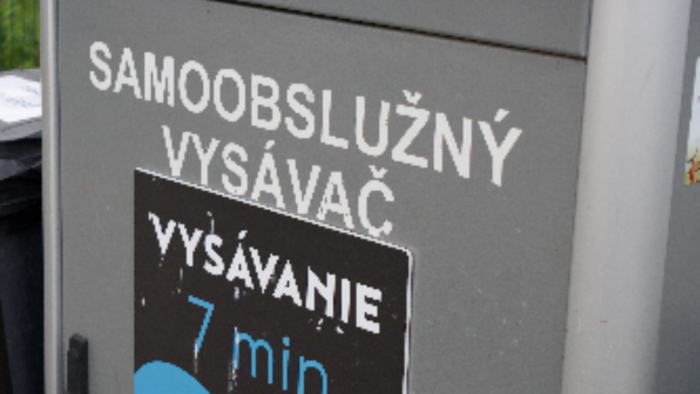 SAMOOBSLUŽNÝ
VYSÁVAČ
VYSÁVANIE
7 min